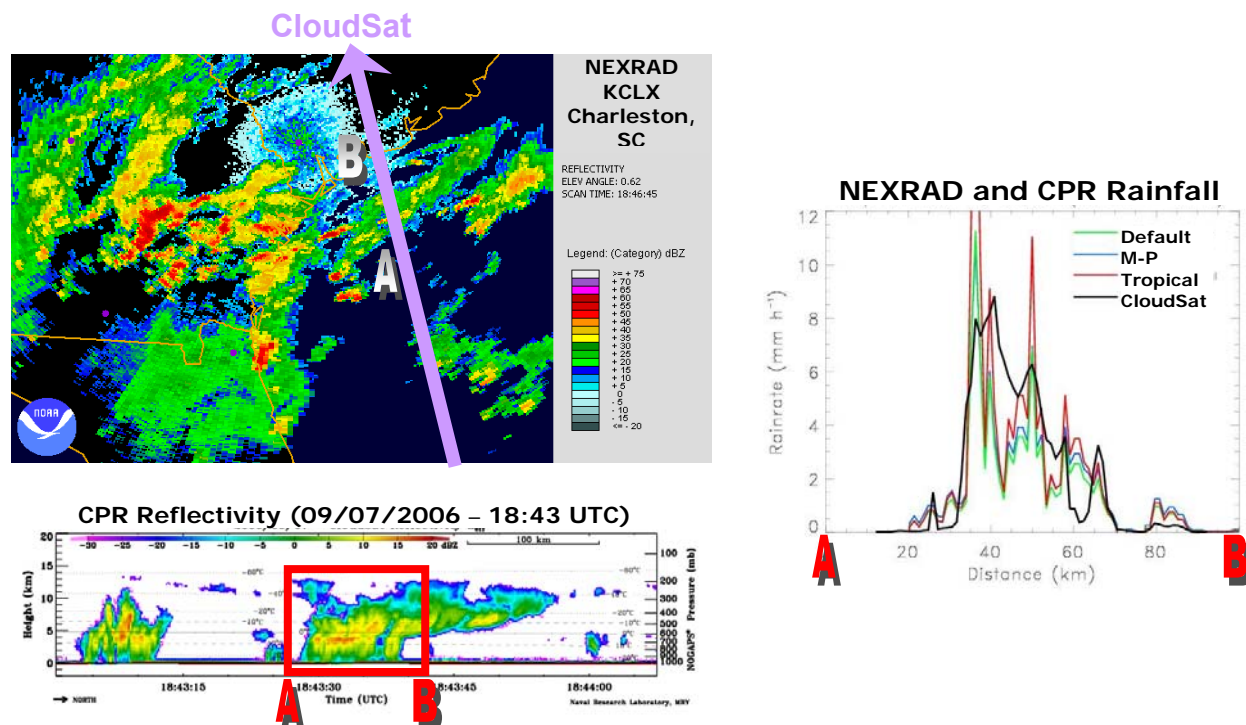 CloudSat
NEXRAD
KCLX
Charleston,
SC
REFLECTIVITY
ELEV ANGLE: 0.62
SCAN TIME: 18:46:45
Legend: (Category) dBZ
>= + 75
+ 70
+ 65
+ 60
+ 55
+ 50
+ 45
+ 40
+ 35
+ 30
+ 25
+ 20
+ 15
+ 10
+ 5
0
- 5
- 10
- 15
<= - 20
B
A
NOAA
NEXRAD and CPR Rainfall
12
10
8
6
4
2
0
Rainrate (mm h⁻¹)
Default
M-P
Tropical
CloudSat
20 40 60 80
Distance (km)
A B
CPR Reflectivity (09/07/2006 – 18:43 UTC)
-30 -25 -20 -15 -10 -5 0 5 10 15 20 dBZ
100 km
20
15
10
5
0
Height (km)
100
200
300
400
500
600
700
800
900
1000
NOGAPS Pressure (mb)
18:43:15 18:43:30 18:43:45 18:44:00
→ NORTH
Time (UTC)
Naval Research Laboratory, MRY
A B